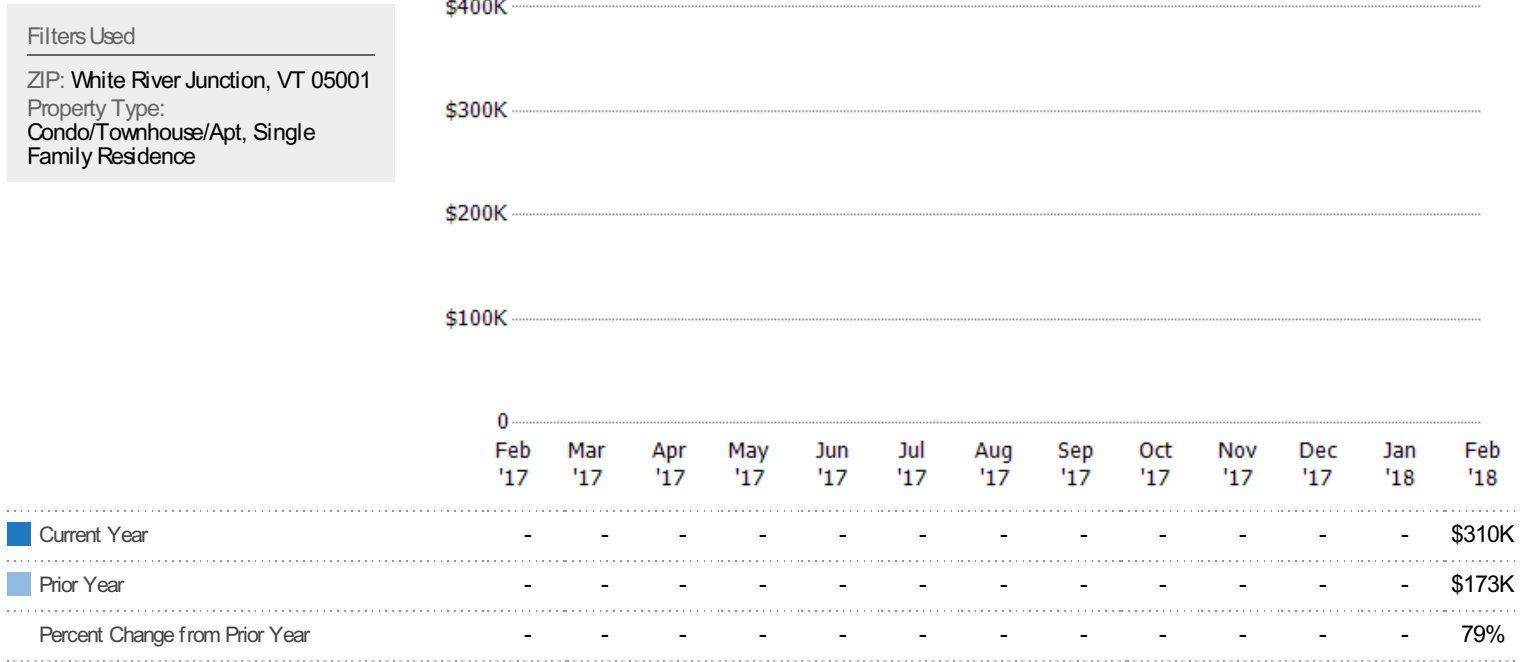 Filters Used
ZIP: White River Junction, VT 05001
Property Type:
Condo/Townhouse/Apt, Single
Family Residence
$400K
$300K
$200K
$100K
0
Feb Mar Apr May Jun Jul Aug Sep Oct Nov Dec Jan Feb
'17 '17 '17 '17 '17 '17 '17 '17 '17 '17 '17 '18 '18
Current Year - - - - - - - - - - - - $310K
Prior Year - - - - - - - - - - - - $173K
Percent Change from Prior Year - - - - - - - - - - - - 79%